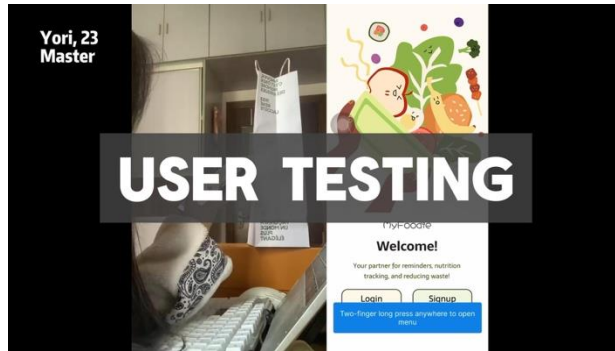 Yori, 23
Master
USER TESTING
MyFoodie
Welcome!
Your partner for reminders, nutrition
tracking, and reducing waste!
Login
Signup
Two-finger long press anywhere to open
menu